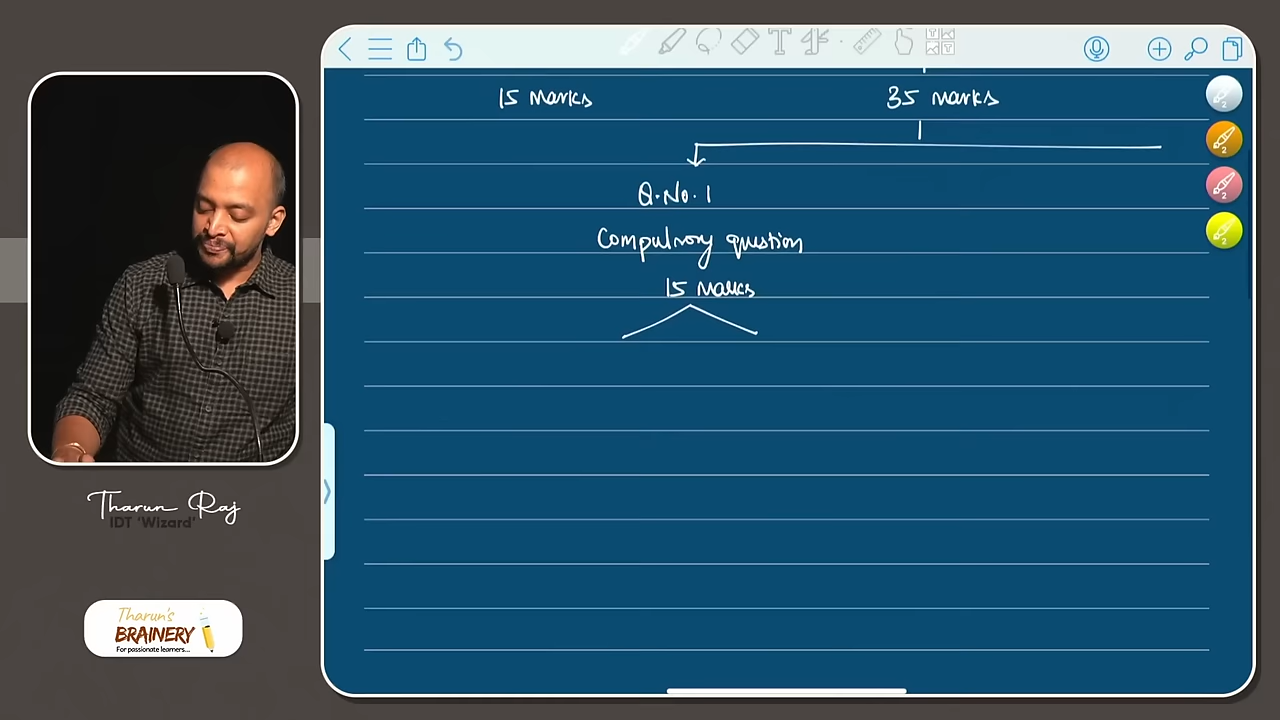 15 Marks
35 marks
Q.No.1
Compulsory question
15 Marks
Tharun Raj
IDT 'Wizard'
Tharun's
BRAINERY
For passionate learners...